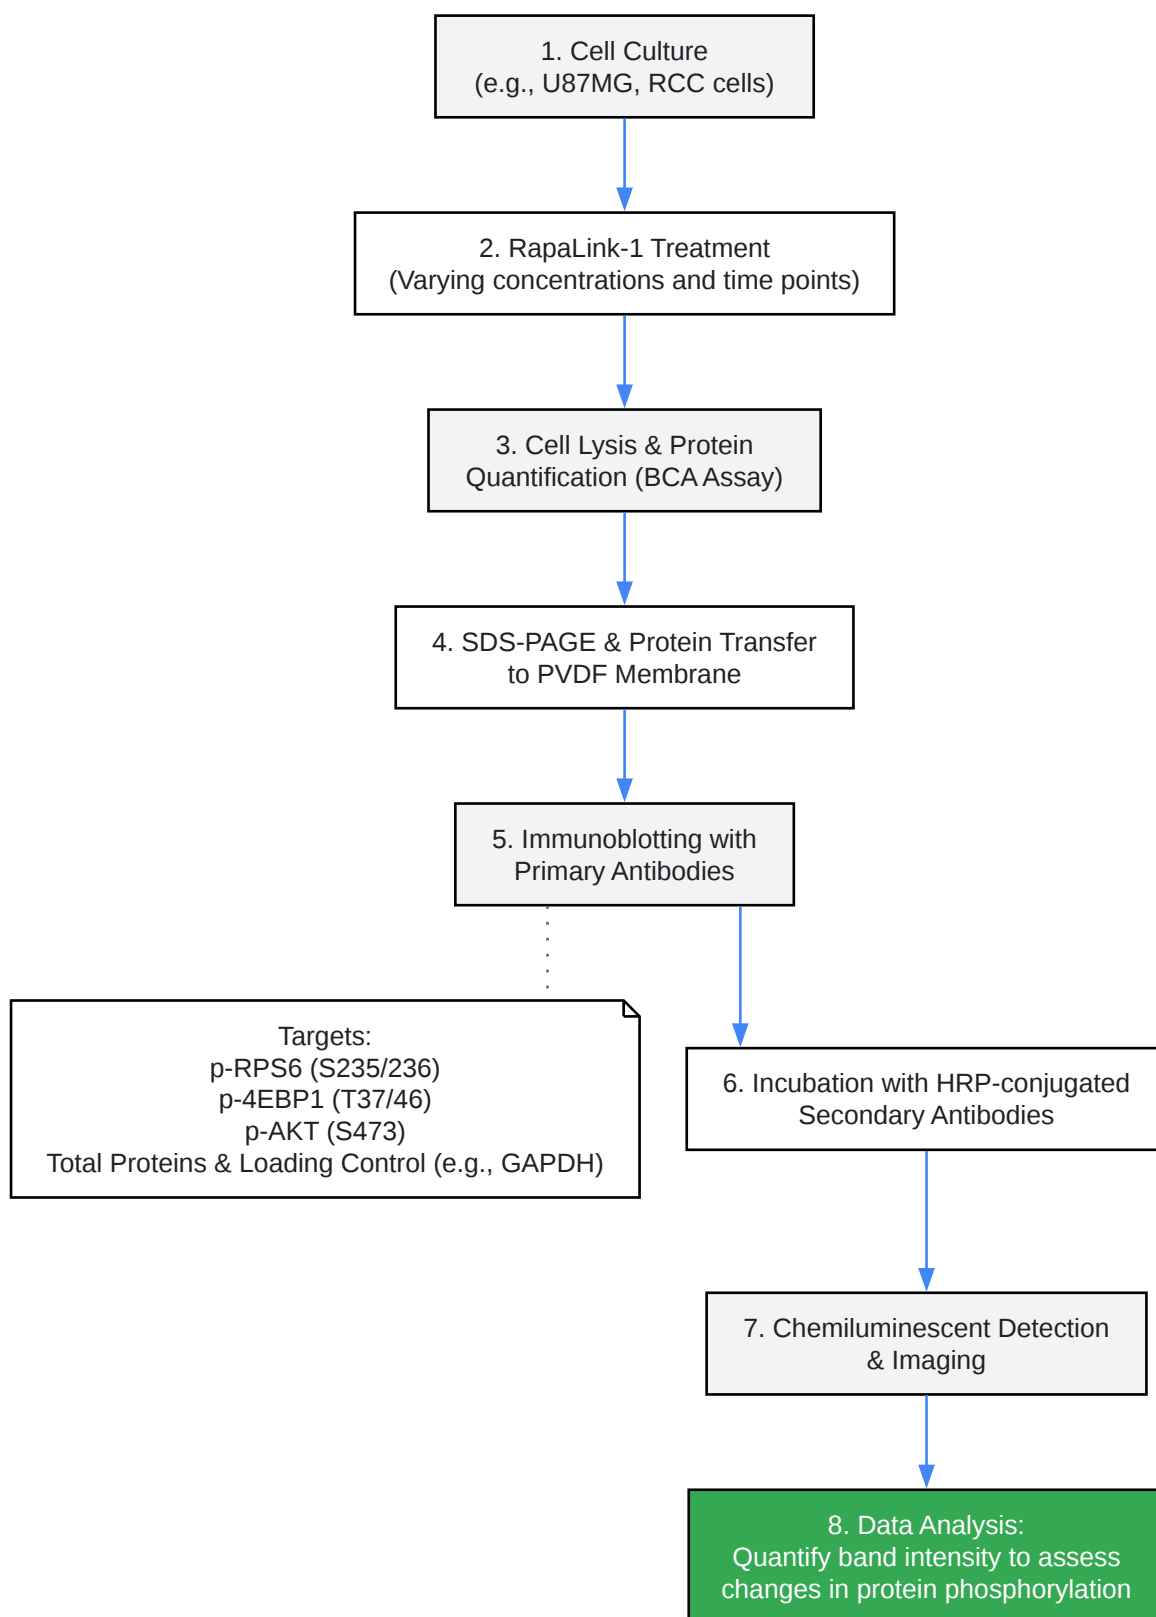 1. Cell Culture
(e.g., U87MG, RCC cells)
2. RapaLink-1 Treatment
(Varying concentrations and time points)
3. Cell Lysis & Protein
Quantification (BCA Assay)
4. SDS-PAGE & Protein Transfer
to PVDF Membrane
5. Immunoblotting with
Primary Antibodies
Targets:
p-RPS6 (S235/236)
p-4EBP1 (T37/46)
p-AKT (S473)
Total Proteins & Loading Control (e.g., GAPDH)
6. Incubation with HRP-conjugated
Secondary Antibodies
7. Chemiluminescent Detection
& Imaging
8. Data Analysis:
Quantify band intensity to assess
changes in protein phosphorylation